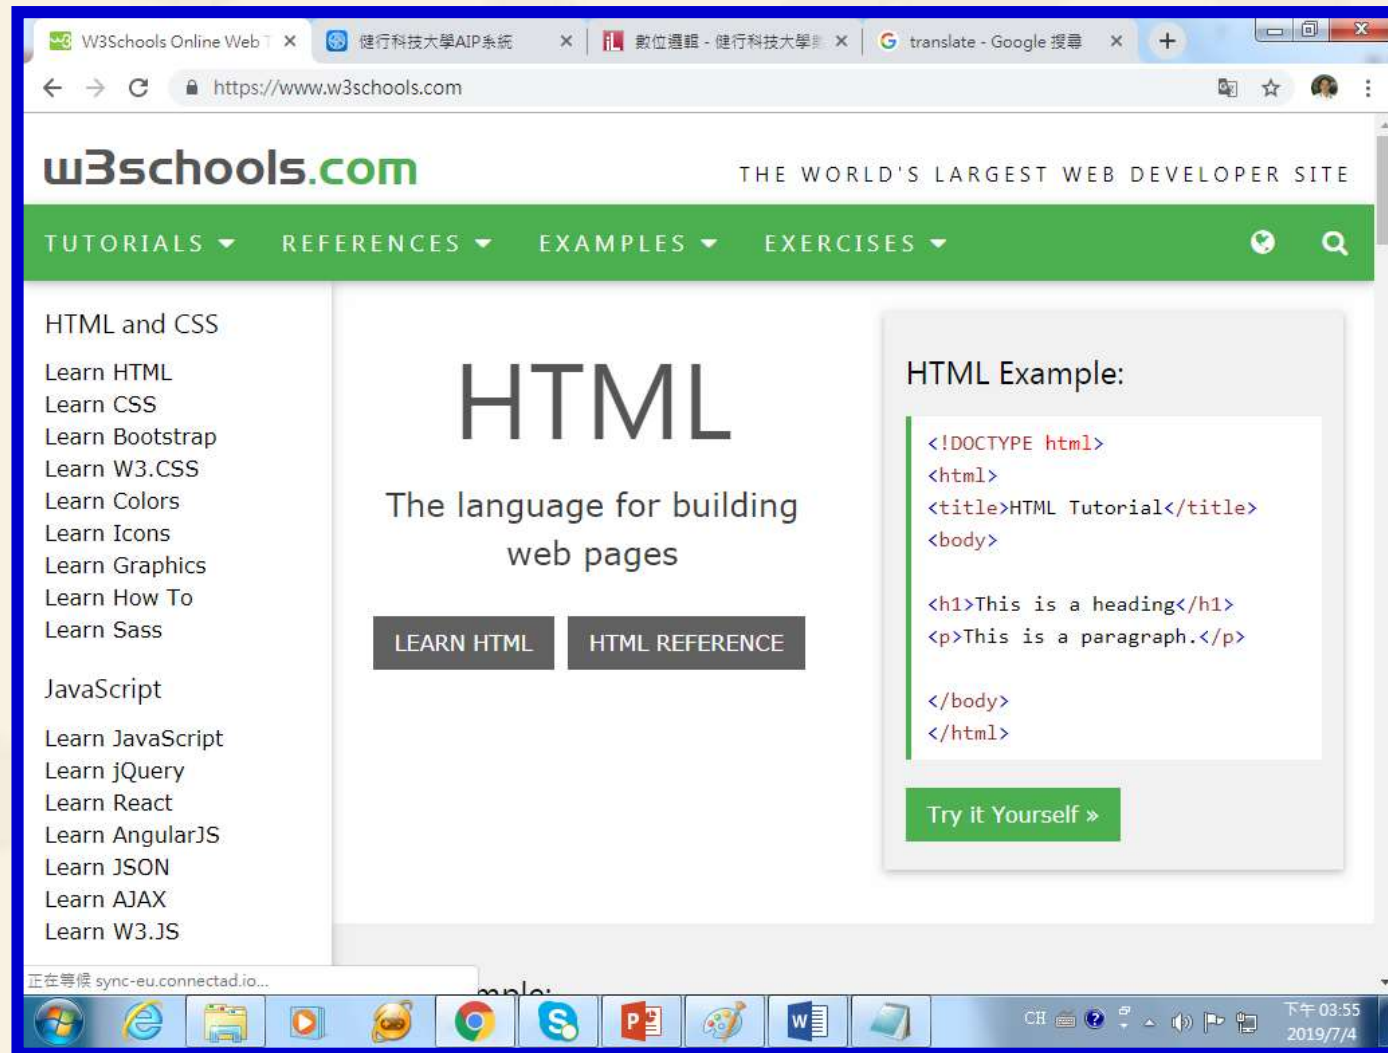 W3Schools Online Web T
健行科技大學AIP系統
數位邏輯 - 健行科技大學
translate - Google 搜尋
https://www.w3schools.com
w3schools.com
THE WORLD'S LARGEST WEB DEVELOPER SITE
TUTORIALS REFERENCES EXAMPLES EXERCISES
HTML and CSS
Learn HTML
Learn CSS
Learn Bootstrap
Learn W3.CSS
Learn Colors
Learn Icons
Learn Graphics
Learn How To
Learn Sass
JavaScript
Learn JavaScript
Learn jQuery
Learn React
Learn AngularJS
Learn JSON
Learn AJAX
Learn W3.JS
HTML
The language for building
web pages
LEARN HTML
HTML REFERENCE
HTML Example:
<!DOCTYPE html>
<html>
<title>HTML Tutorial</title>
<body>
<h1>This is a heading</h1>
<p>This is a paragraph.</p>
</body>
</html>
Try it Yourself »
正在等候 sync-eu.connectad.io...
CH
下午 03:55
2019/7/4